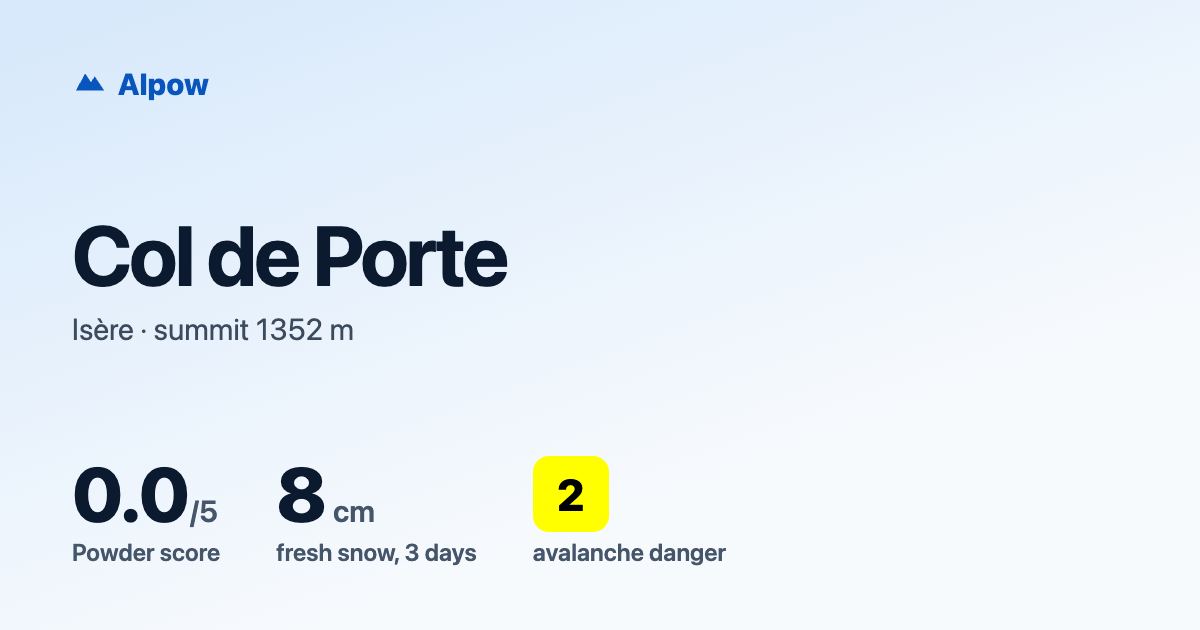 Alpow
Col de Porte
Isère · summit 1352 m
0.0/5
Powder score
8 cm
fresh snow, 3 days
2
avalanche danger